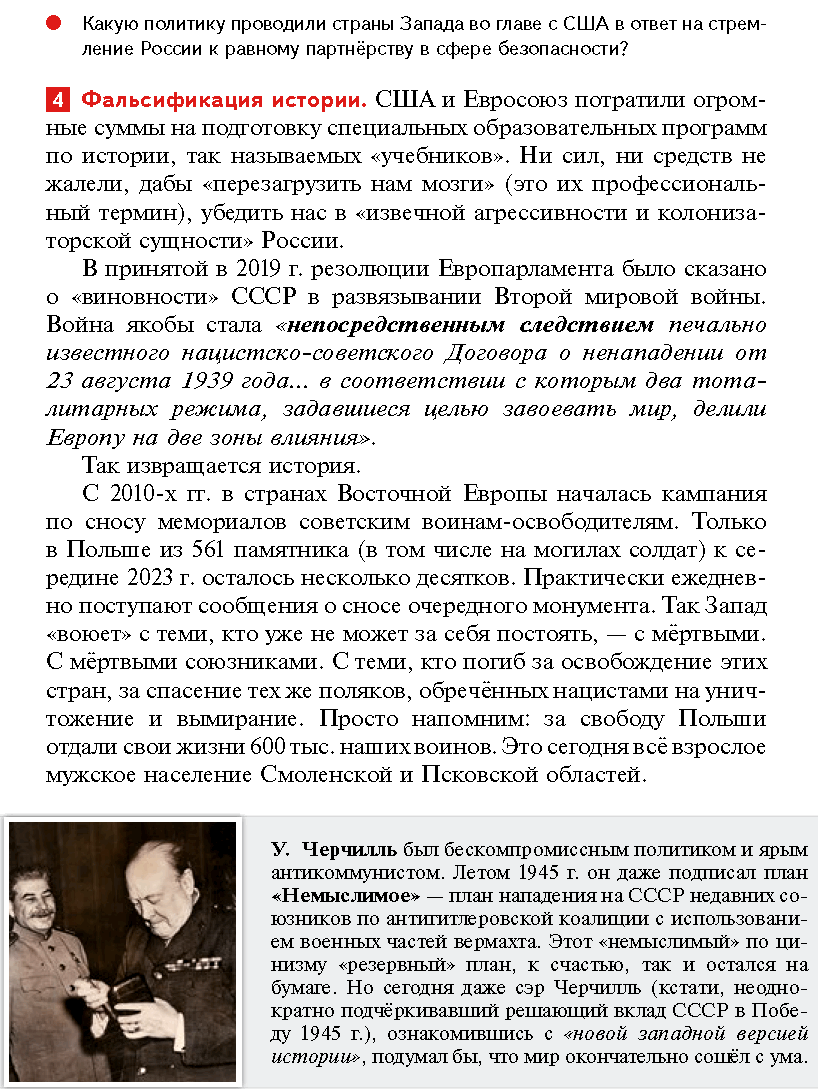 Какую политику проводили страны Запада во главе с США в ответ на стрем-
ление России к равному партнёрству в сфере безопасности?
4 Фальсификация истории. США и Евросоюз потратили огром-
ные суммы на подготовку специальных образовательных программ
по истории, так называемых «учебников». Ни сил, ни средств не
жалели, дабы «перезагрузить нам мозги» (это их профессиональ-
ный термин), убедить нас в «извечной агрессивности и колониза-
торской сущности» России.
В принятой в 2019 г. резолюции Европарламента было сказано
о «виновности» СССР в развязывании Второй мировой войны.
Война якобы стала «непосредственным следствием печально
известного нацистско-советского Договора о ненападении от
23 августа 1939 года... в соответствии с которым два тота-
литарных режима, задавшиеся целью завоевать мир, делили
Европу на две зоны влияния».
Так извращается история.
С 2010-х гг. в странах Восточной Европы началась кампания
по сносу мемориалов советским воинам-освободителям. Только
в Польше из 561 памятника (в том числе на могилах солдат) к се-
редине 2023 г. осталось несколько десятков. Практически ежеднев-
но поступают сообщения о сносе очередного монумента. Так Запад
«воюет» с теми, кто уже не может за себя постоять, — с мёртвыми.
С мёртвыми союзниками. С теми, кто погиб за освобождение этих
стран, за спасение тех же поляков, обречённых нацистами на унич-
тожение и вымирание. Просто напомним: за свободу Польши
отдали свои жизни 600 тыс. наших воинов. Это сегодня всё взрослое
мужское население Смоленской и Псковской областей.
У. Черчилль был бескомпромиссным политиком и ярым
антикоммунистом. Летом 1945 г. он даже подписал план
«Немыслимое» — план нападения на СССР недавних со-
юзников по антигитлеровской коалиции с использовани-
ем военных частей вермахта. Этот «немыслимый» по ци-
низму «резервный» план, к счастью, так и остался на
бумаге. Но сегодня даже сэр Черчилль (кстати, неодно-
кратно подчёркивавший решающий вклад СССР в Побе-
ду 1945 г.), ознакомившись с «новой западной версией
истории», подумал бы, что мир окончательно сошёл с ума.